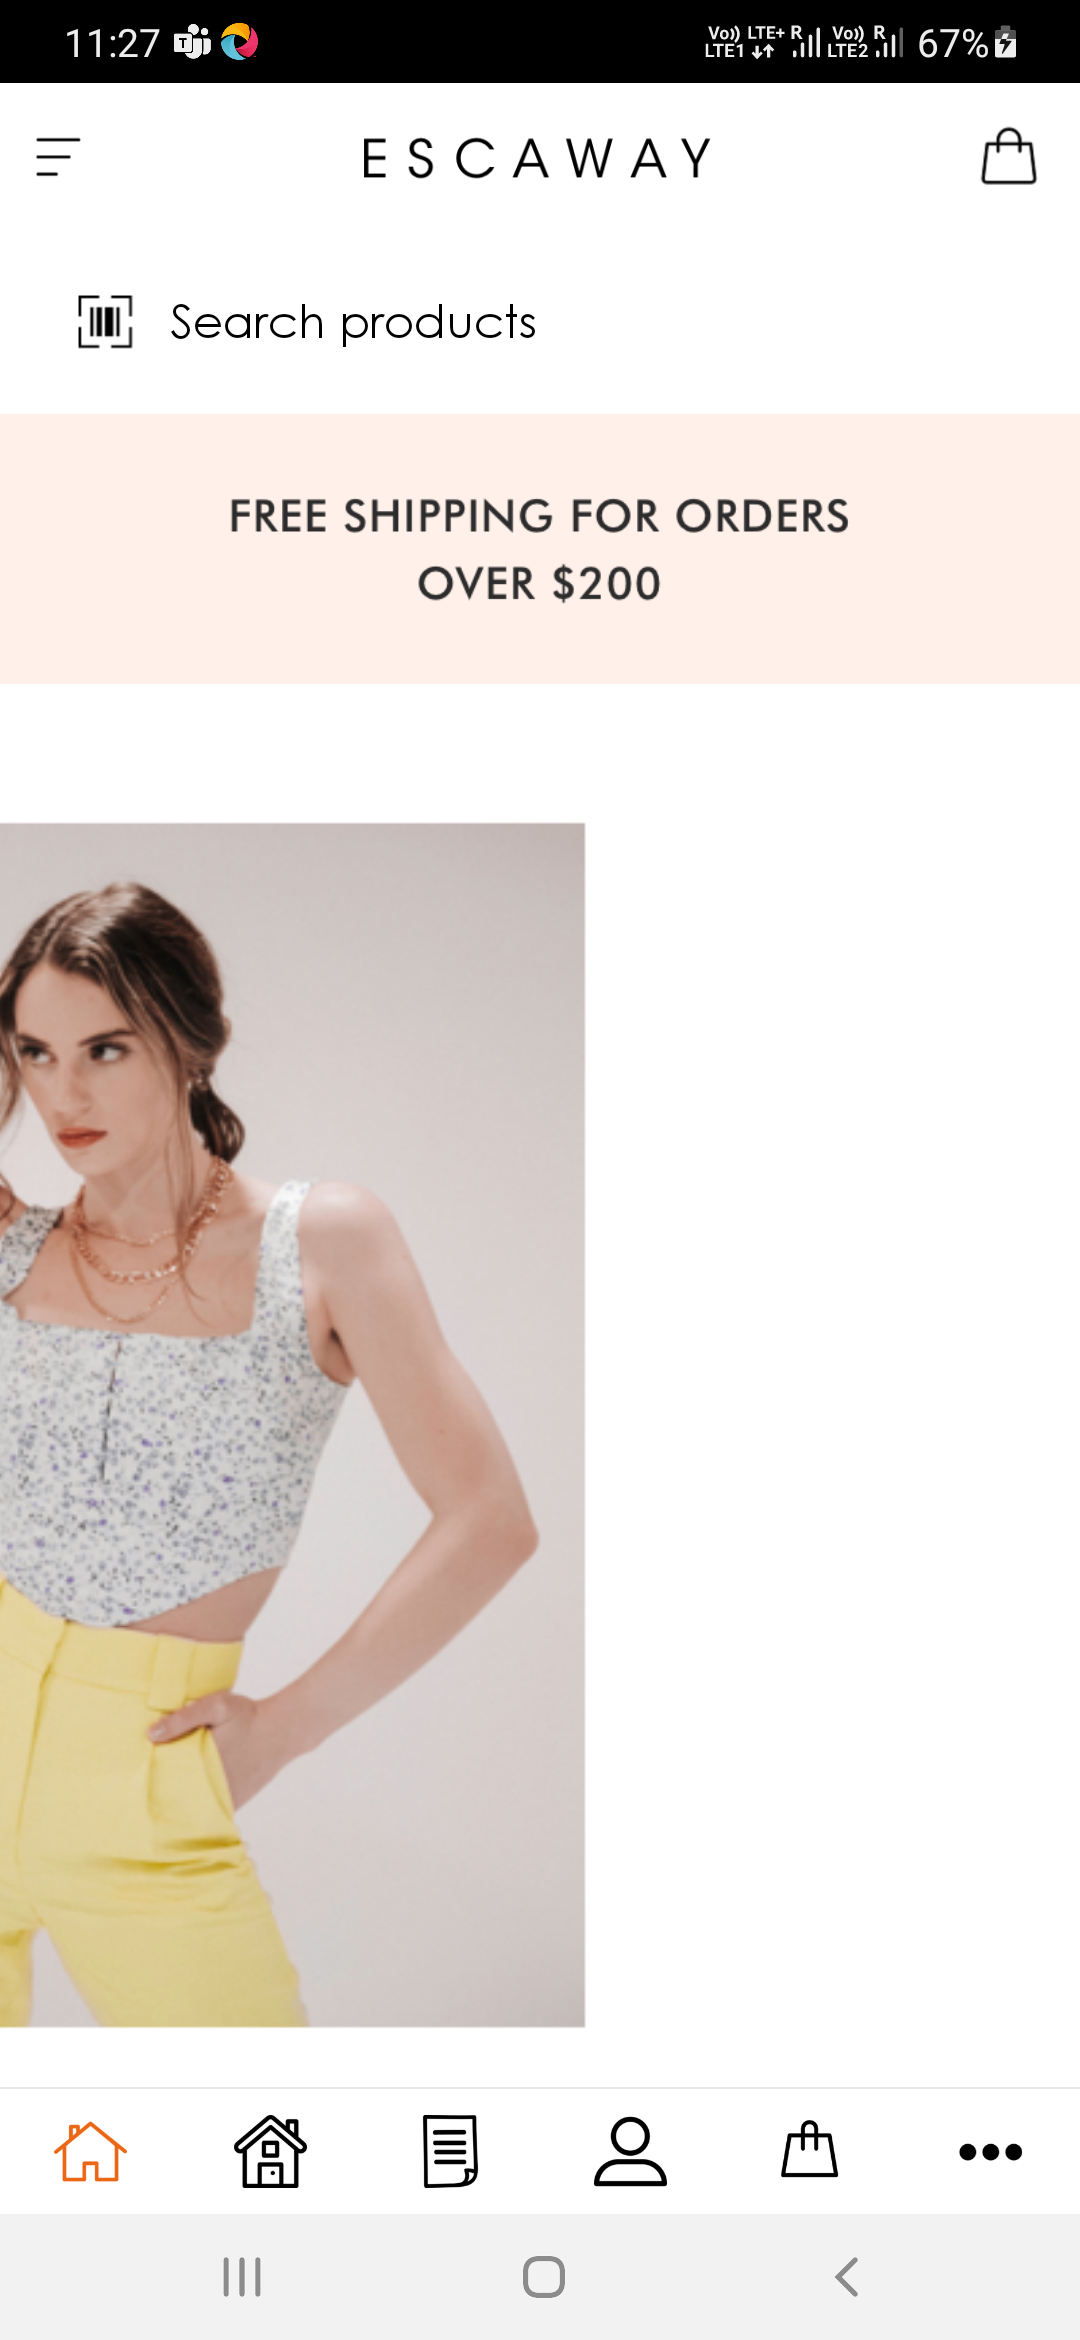 11:27
Vo)) LTE+ R Vo)) R
LTE1 LTE2 67%
ESCAWAY
Search products
FREE SHIPPING FOR ORDERS
OVER $200